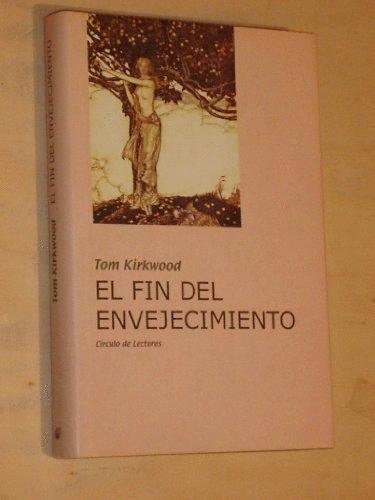 Tom Kirkwood
EL FIN DEL
ENVEJECIMIENTO
Círculo de Lectores
Tom Kirkwood EL FIN DEL ENVEJECIMIENTO